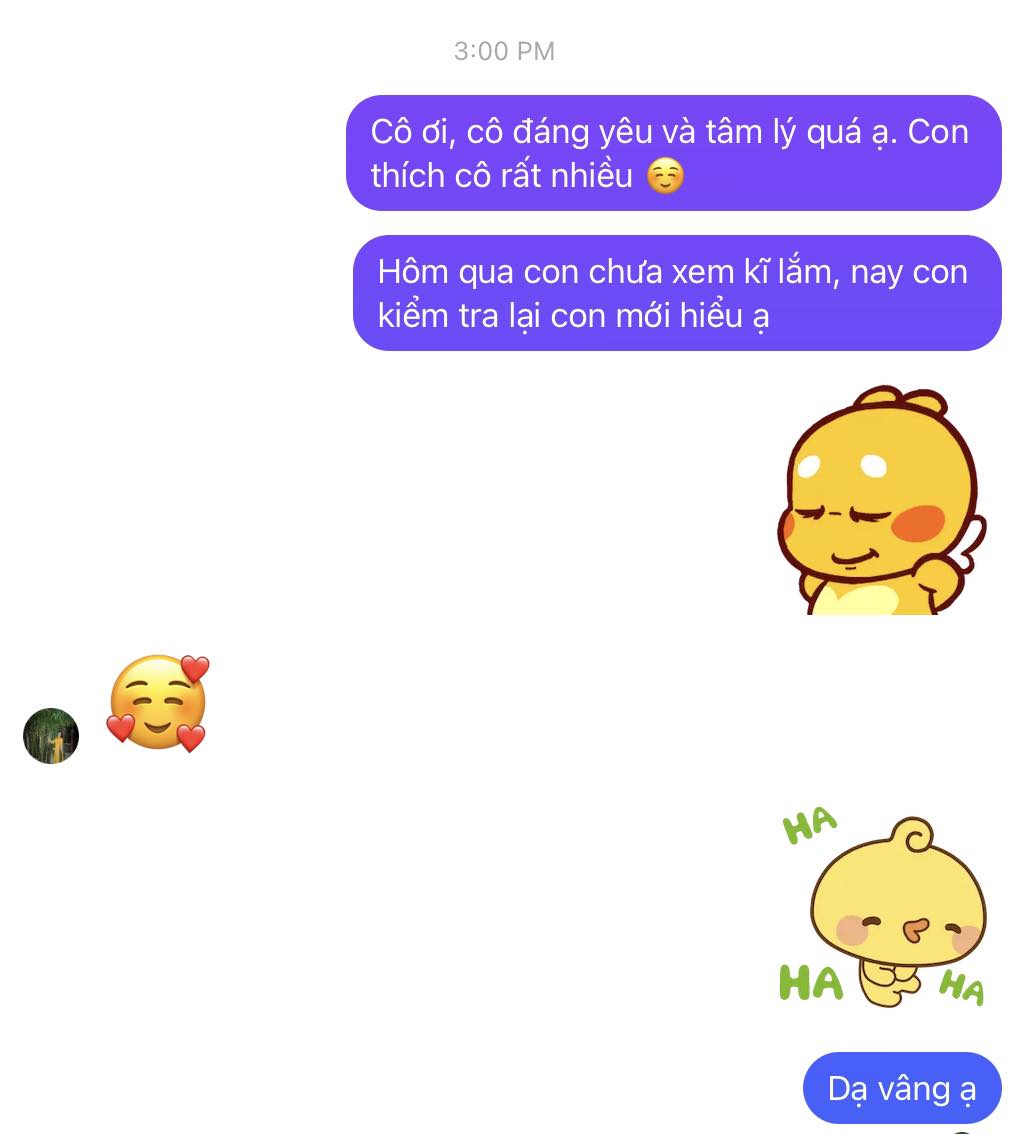 3:00 PM
Cô ơi, cô đáng yêu và tâm lý quá ạ. Con
thích cô rất nhiều ☺️
Hôm qua con chưa xem kĩ lắm, nay con
kiểm tra lại con mới hiểu ạ
HA
HA
HA
Dạ vâng ạ